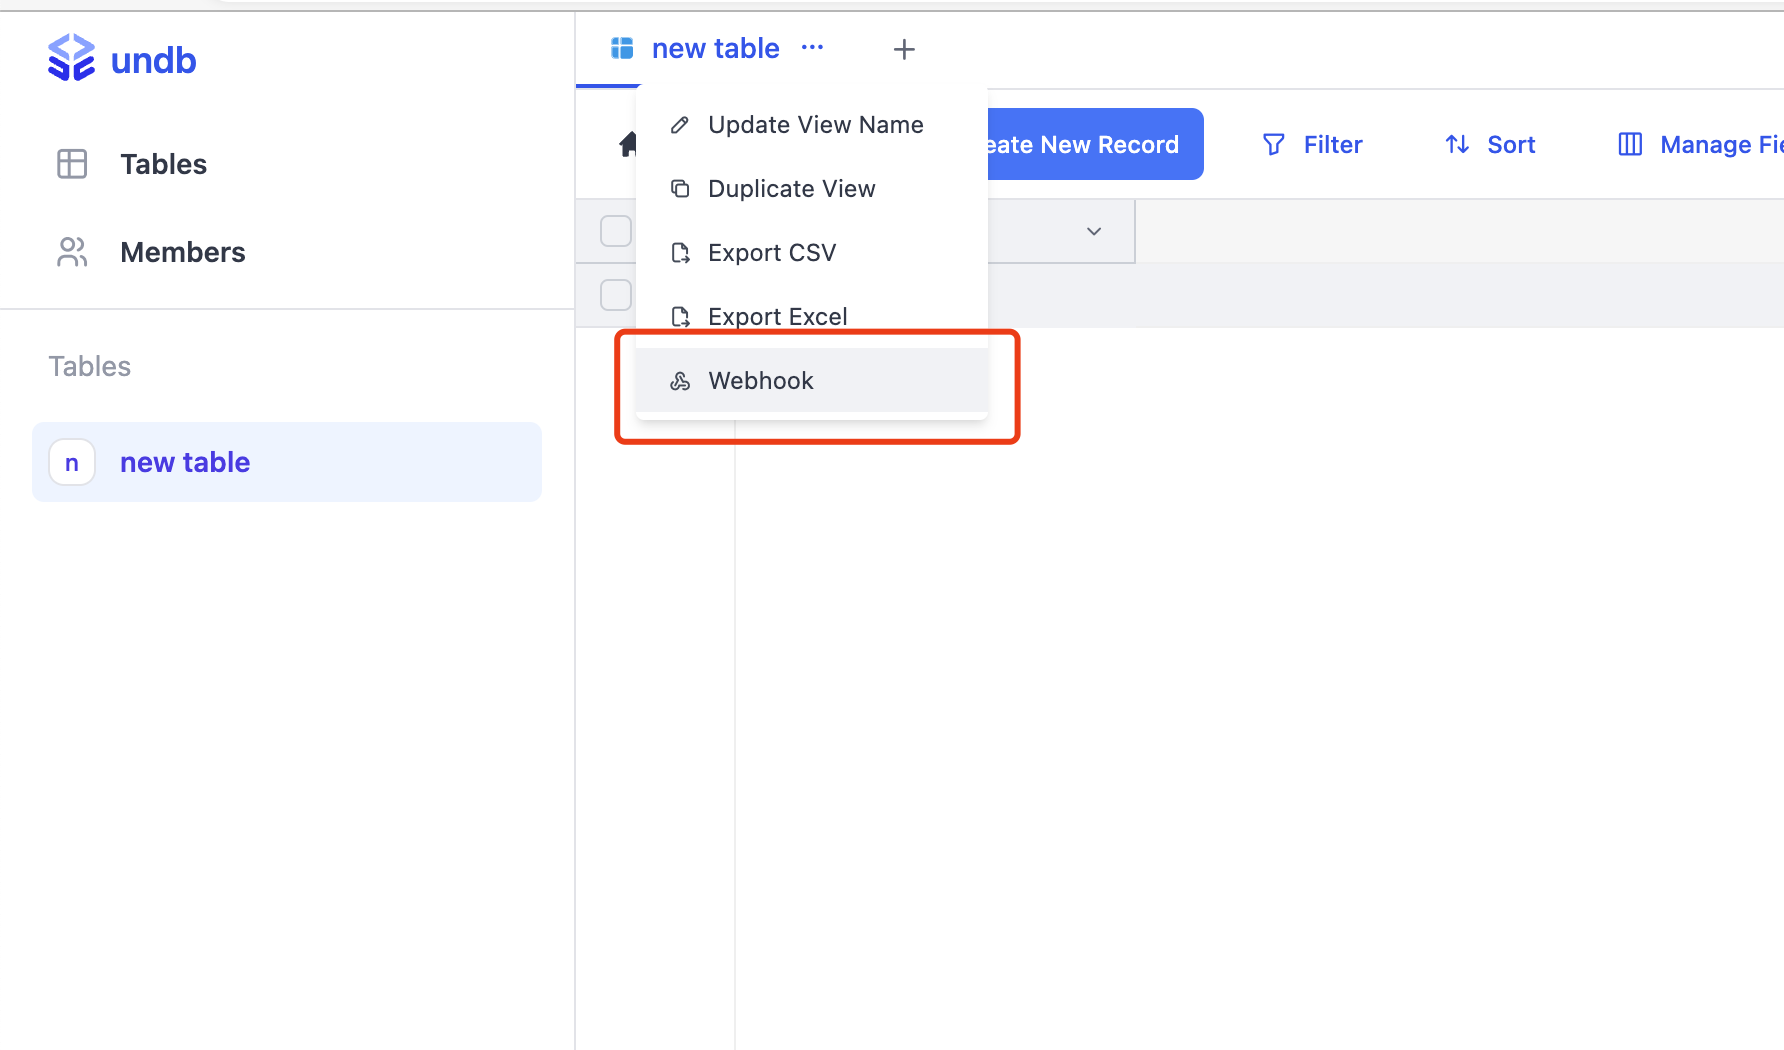 undb
Tables
Members
Tables
n
new table
new table
Update View Name
Duplicate View
Export CSV
Export Excel
Webhook
eate New Record
Filter
Sort
Manage Fie